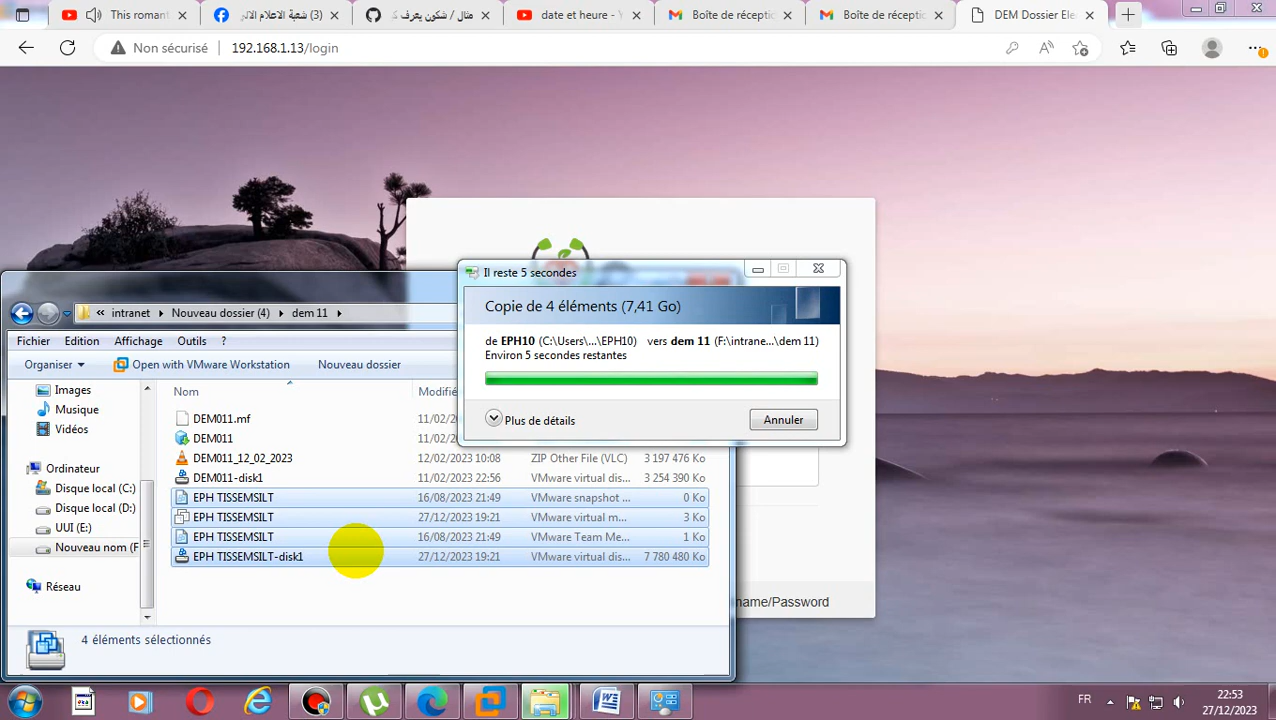 This romant
(3) شعبة الاعلام الالي
مثال / شكون يعرف ك
date et heure - Y
Boîte de récepti
Boîte de récepti
DEM Dossier Ele
Non sécurisé
192.168.1.13/login
Il reste 5 secondes
Copie de 4 éléments (7,41 Go)
de EPH10 (C:\Users\...\EPH10) vers dem 11 (F:\intrane...\dem 11)
Environ 5 secondes restantes
Plus de détails
Annuler
intranet
Nouveau dossier (4)
dem 11
Fichier Edition Affichage Outils
Organiser
Open with VMware Workstation
Nouveau dossier
Images
Musique
Vidéos
Ordinateur
Disque local (C:)
Disque local (D:)
UUI (E:)
Nouveau nom (F
Réseau
Nom Modifié
DEM011.mf 11/02/20
DEM011 11/02/20
DEM011_12_02_2023 12/02/2023 10:08 ZIP Other File (VLC) 3 197 476 Ko
DEM011-disk1 11/02/2023 22:56 VMware virtual dis... 3 254 390 Ko
EPH TISSEMSILT 16/08/2023 21:49 VMware snapshot ... 0 Ko
EPH TISSEMSILT 27/12/2023 19:21 VMware virtual m... 3 Ko
EPH TISSEMSILT 16/08/2023 21:49 VMware Team Me... 1 Ko
EPH TISSEMSILT-disk1 27/12/2023 19:21 VMware virtual dis... 7 780 480 Ko
name/Password
4 éléments sélectionnés
FR
22:53
27/12/2023